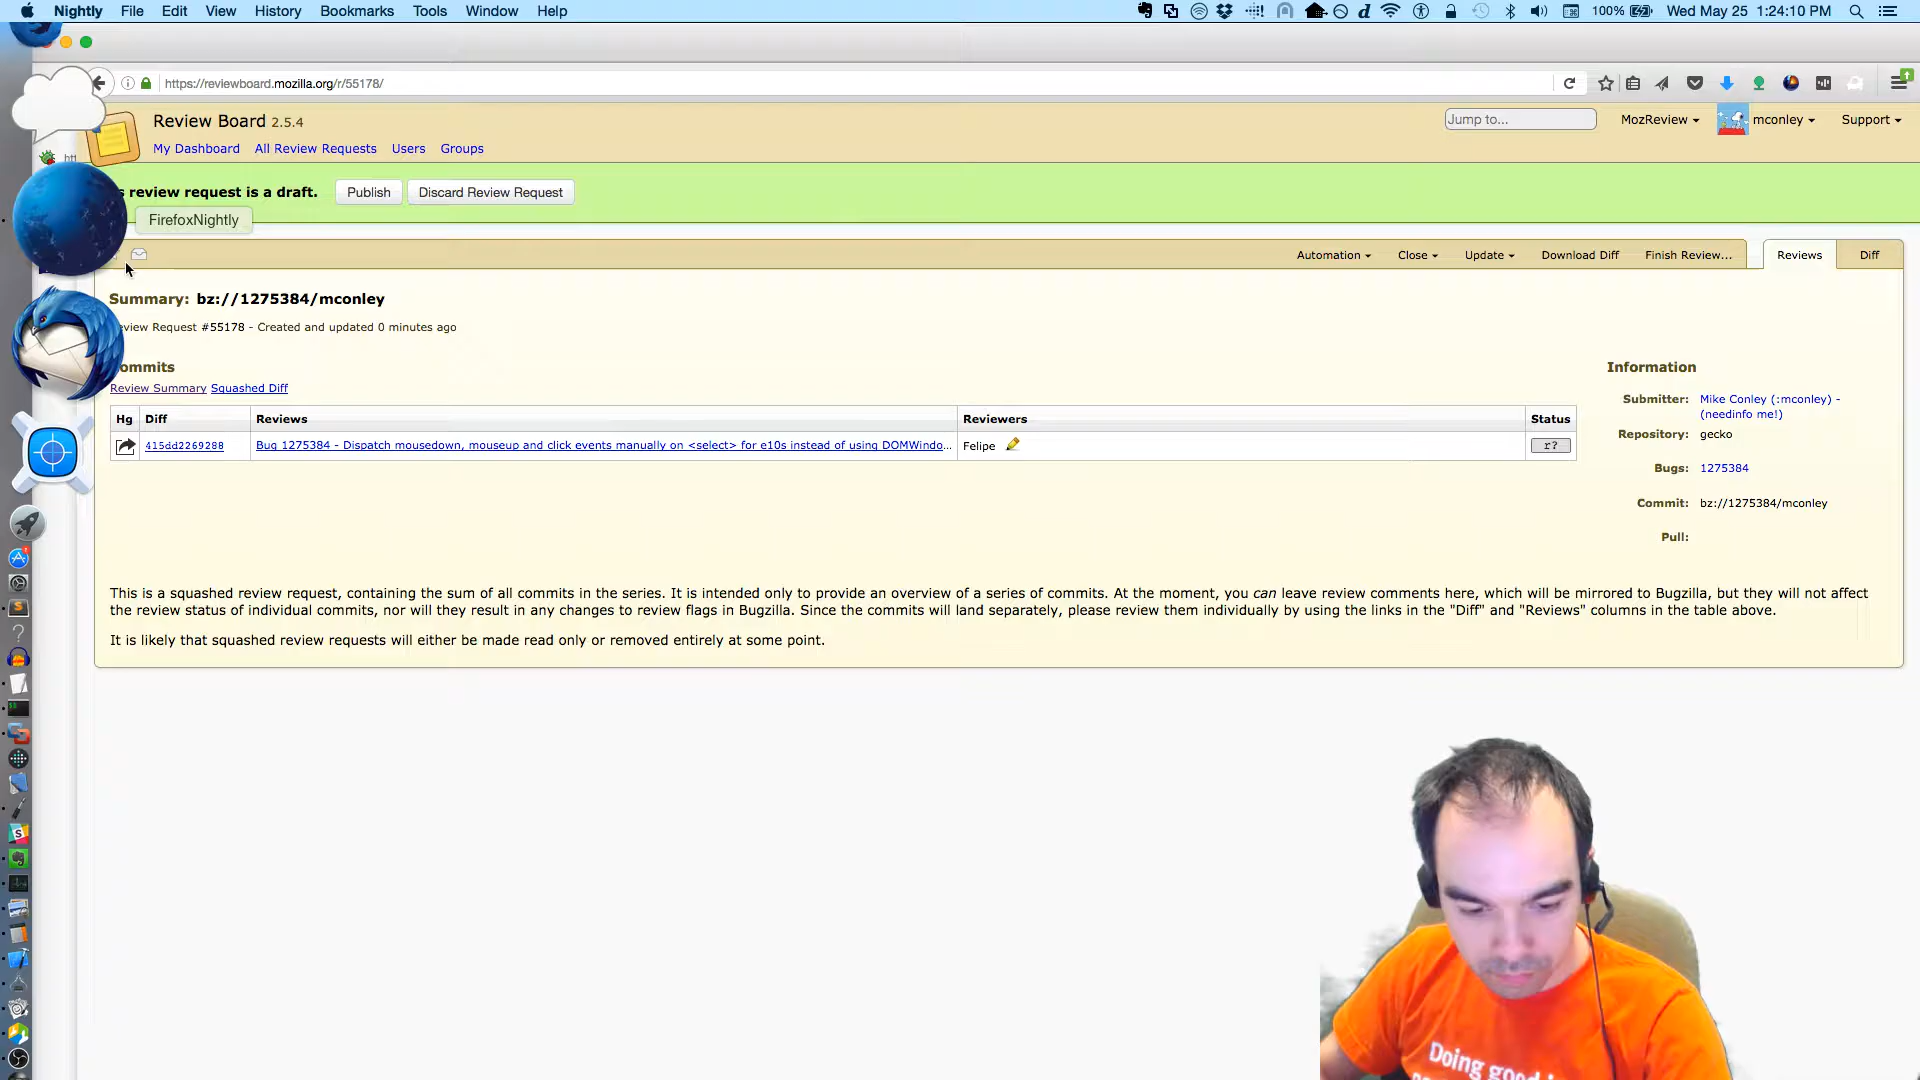 Nightly File Edit View History Bookmarks Tools Window Help 100% Wed May 25 1:24:10 PM
https://reviewboard.mozilla.org/r/55178/
Review Board 2.5.4
Jump to... MozReview mconley Support
My Dashboard All Review Requests Users Groups
review request is a draft. Publish Discard Review Request
FirefoxNightly
Automation Close Update Download Diff Finish Review... Reviews Diff
Summary: bz://1275384/mconley
Review Request #55178 - Created and updated 0 minutes ago
Commits
Review Summary Squashed Diff
Hg Diff Reviews Reviewers Status
415dd2269288 Bug 1275384 - Dispatch mousedown, mouseup and click events manually on <select> for e10s instead of using DOMWindo... Felipe r?
Information
Submitter: Mike Conley (:mconley) -
(needinfo me!)
Repository: gecko
Bugs: 1275384
Commit: bz://1275384/mconley
Pull:
This is a squashed review request, containing the sum of all commits in the series. It is intended only to provide an overview of a series of commits. At the moment, you can leave review comments here, which will be mirrored to Bugzilla, but they will not affect
the review status of individual commits, nor will they result in any changes to review flags in Bugzilla. Since the commits will land separately, please review them individually by using the links in the "Diff" and "Reviews" columns in the table above.
It is likely that squashed review requests will either be made read only or removed entirely at some point.
Doing good is